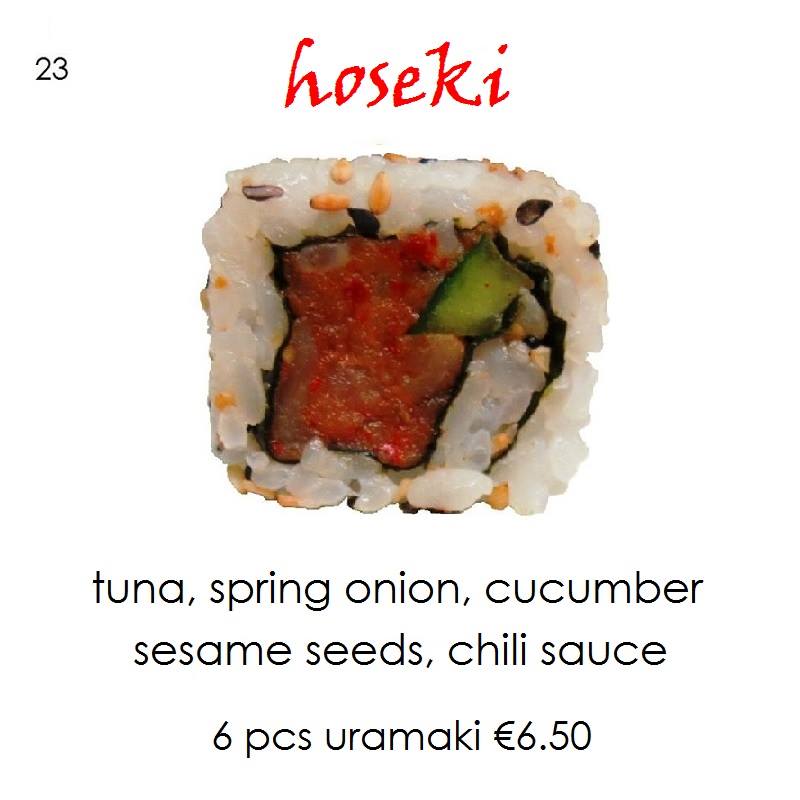 23
hoseki
tuna, spring onion, cucumber
sesame seeds, chili sauce
6 pcs uramaki €6.50